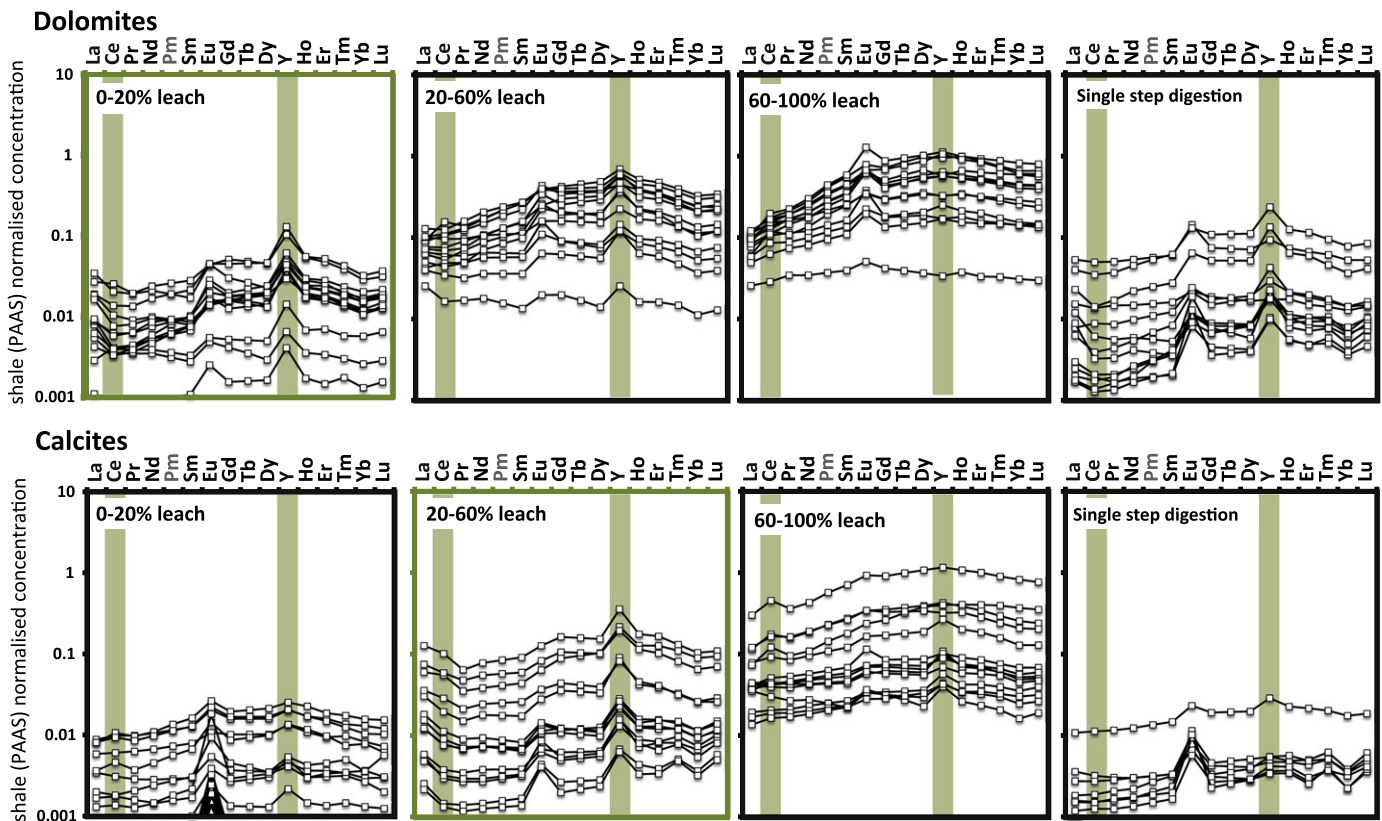 Dolomites
La Ce Pr Nd Pm Sm Eu Gd Tb Dy Y Ho Er Tm Yb Lu
La Ce Pr Nd Pm Sm Eu Gd Tb Dy Y Ho Er Tm Yb Lu
La Ce Pr Nd Pm Sm Eu Gd Tb Dy Y Ho Er Tm Yb Lu
La Ce Pr Nd Pm Sm Eu Gd Tb Dy Y Ho Er Tm Yb Lu
shale (PAAS) normalised concentration
10
1
0.1
0.01
0.001
0-20% leach
20-60% leach
60-100% leach
Single step digestion
Calcites
La Ce Pr Nd Pm Sm Eu Gd Tb Dy Y Ho Er Tm Yb Lu
La Ce Pr Nd Pm Sm Eu Gd Tb Dy Y Ho Er Tm Yb Lu
La Ce Pr Nd Pm Sm Eu Gd Tb Dy Y Ho Er Tm Yb Lu
La Ce Pr Nd Pm Sm Eu Gd Tb Dy Y Ho Er Tm Yb Lu
shale (PAAS) normalised concentration
10
1
0.1
0.01
0.001
0-20% leach
20-60% leach
60-100% leach
Single step digestion